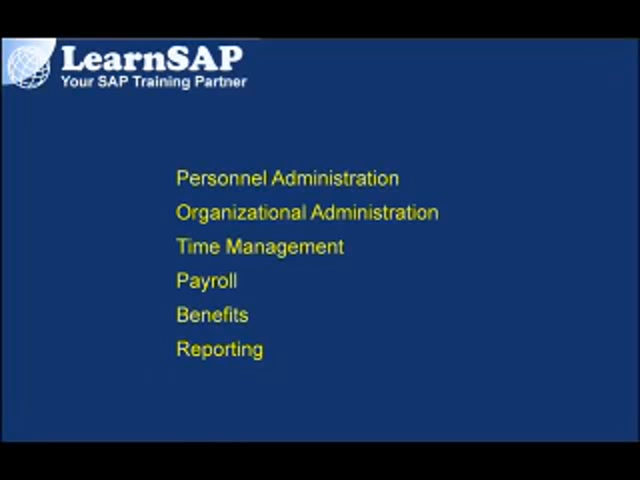 LearnSAP
Your SAP Training Partner
Personnel Administration
Organizational Administration
Time Management
Payroll
Benefits
Reporting